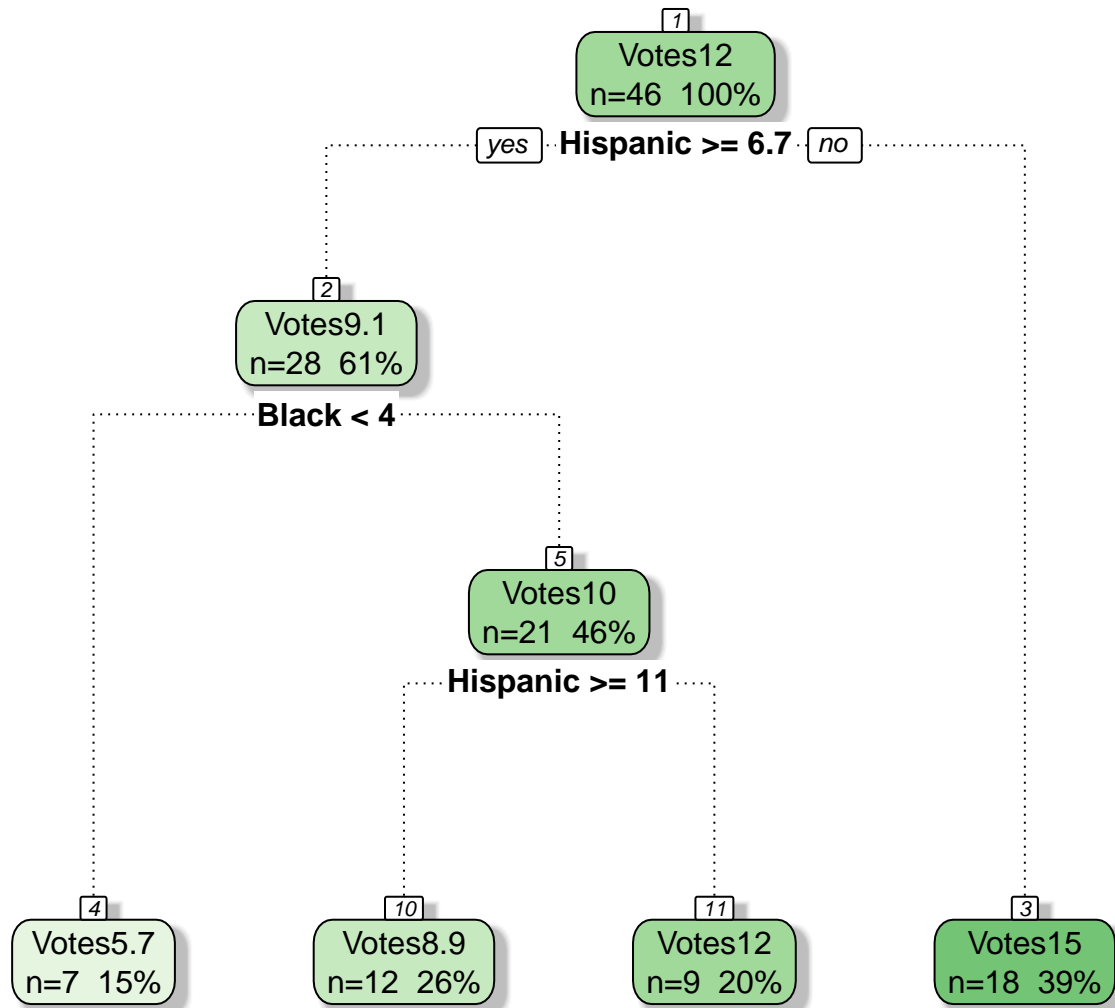 1
Votes12
n=46 100%
yes Hispanic >= 6.7 no
2
Votes9.1
n=28 61%
Black < 4
5
Votes10
n=21 46%
Hispanic >= 11
4
Votes5.7
n=7 15%
10
Votes8.9
n=12 26%
11
Votes12
n=9 20%
3
Votes15
n=18 39%